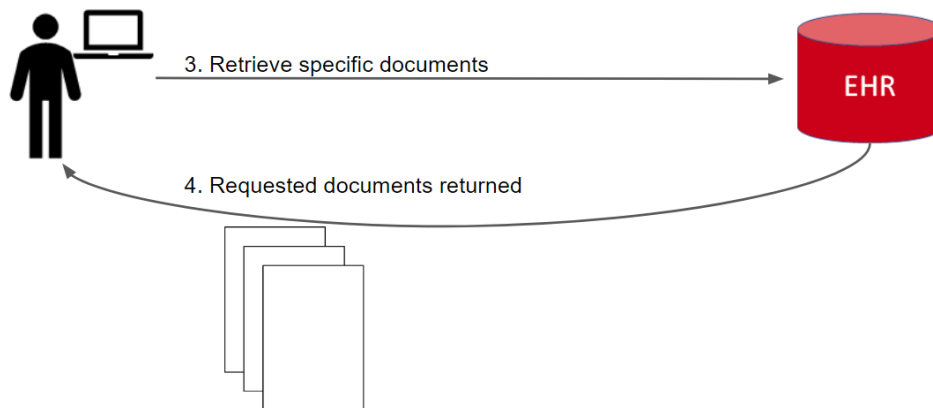 3. Retrieve specific documents
EHR
4. Requested documents returned